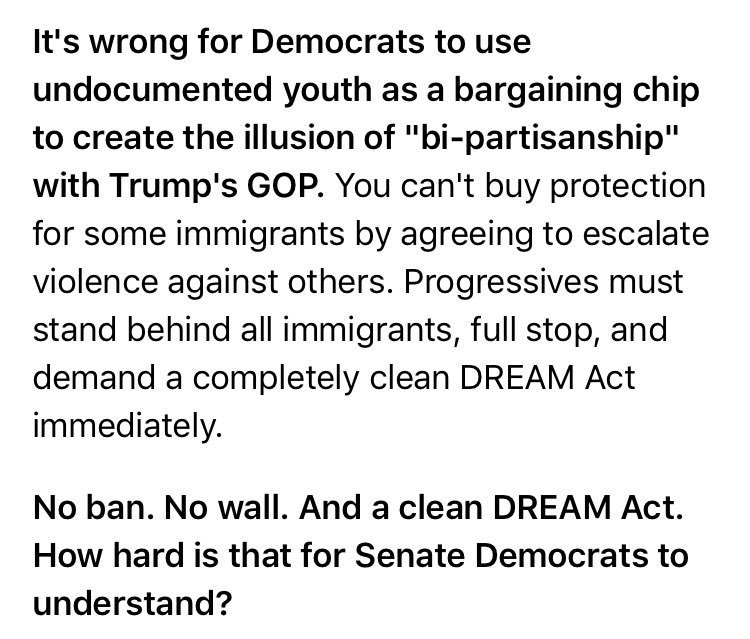 It's wrong for Democrats to use
undocumented youth as a bargaining chip
to create the illusion of "bi-partisanship"
with Trump's GOP. You can't buy protection
for some immigrants by agreeing to escalate
violence against others. Progressives must
stand behind all immigrants, full stop, and
demand a completely clean DREAM Act
immediately.
No ban. No wall. And a clean DREAM Act.
How hard is that for Senate Democrats to
understand?